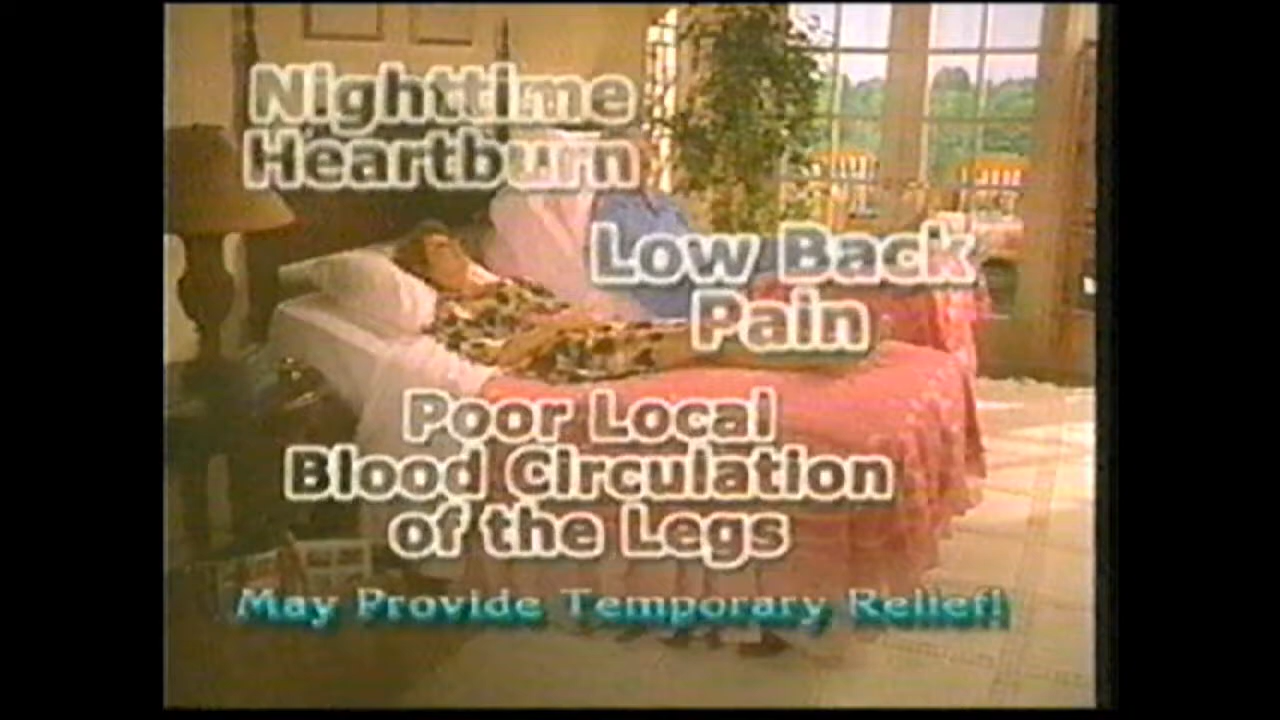 Nighttime
Heartburn
Low Back
Pain
Poor Local
Blood Circulation
of the Legs
May Provide Temporary Relief!